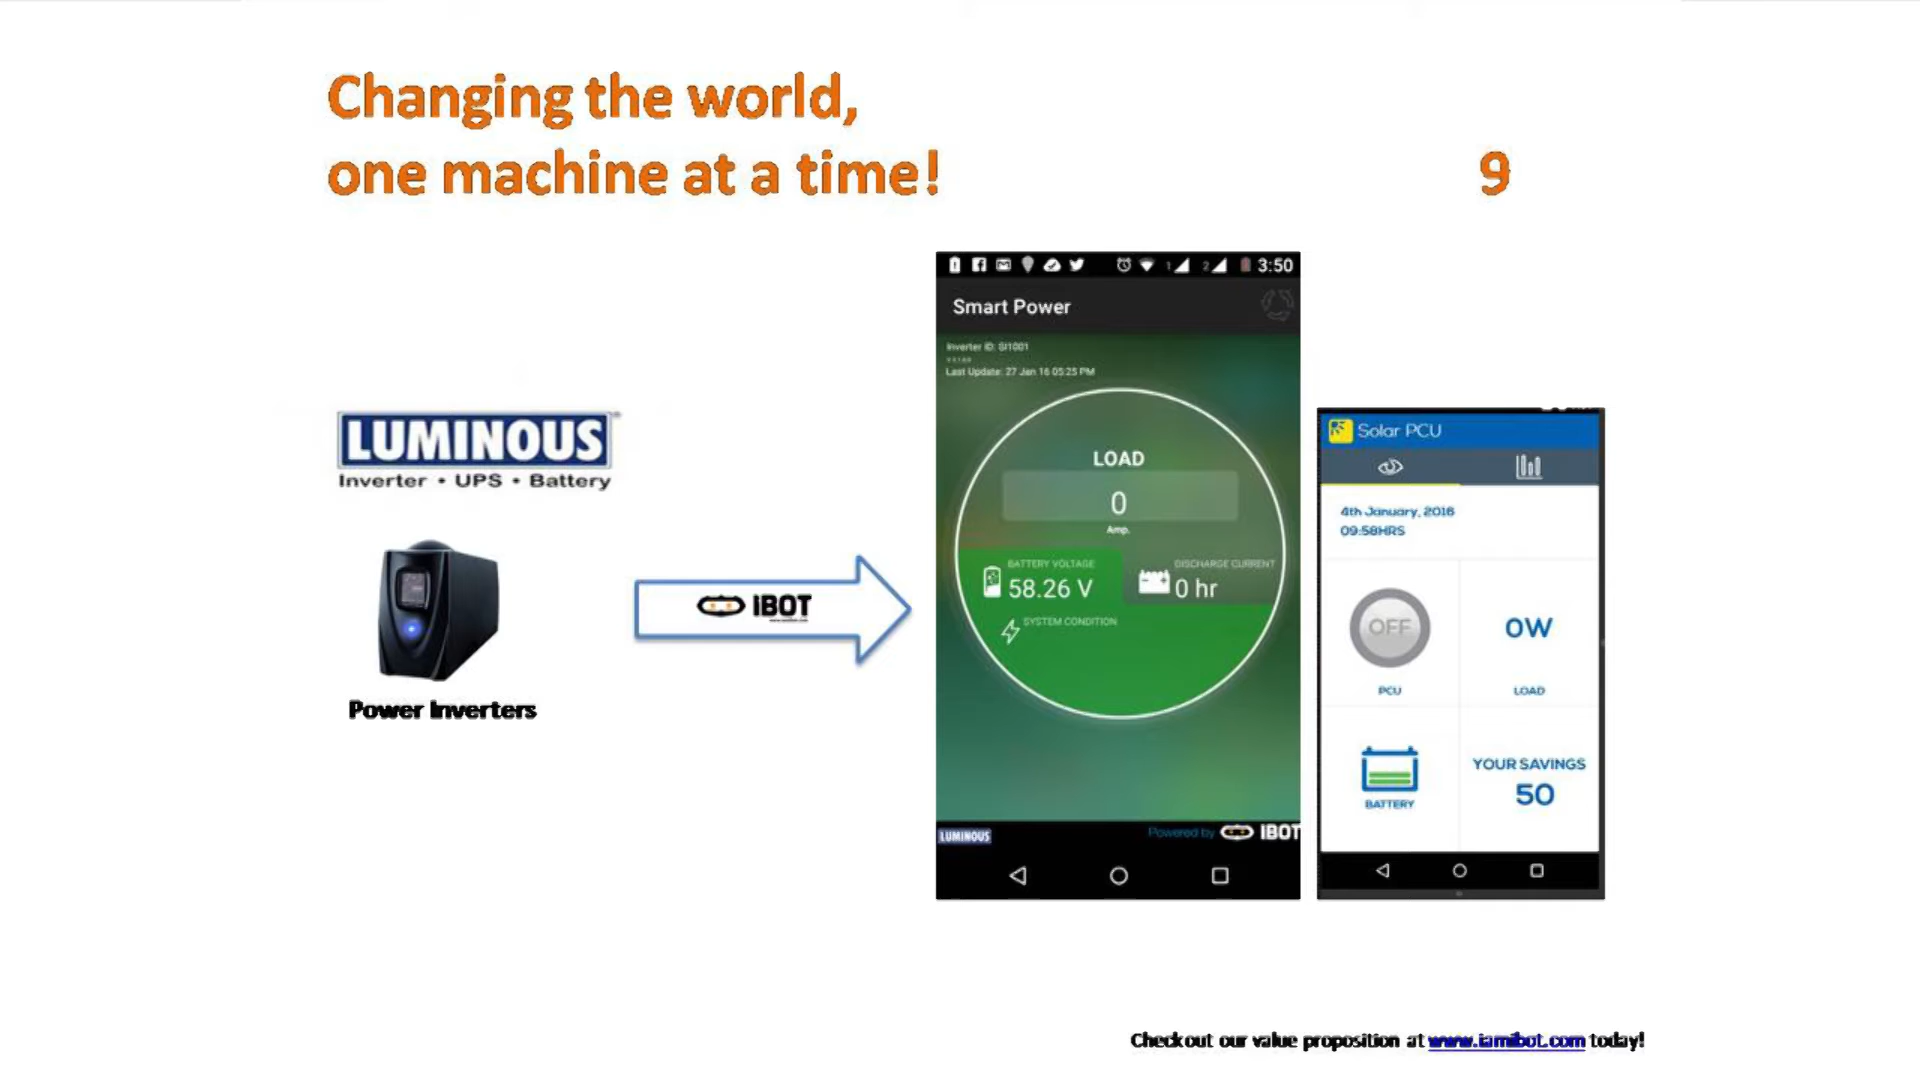 Changing the world,
one machine at a time!
9
LUMINOUS
Inverter • UPS • Battery
Power Inverters
iBOT
3:50
Smart Power
Inverter ID: SI1001
Last Update: 27 Jan 16 05:25 PM
LOAD
0
Amp.
BATTERY VOLTAGE
58.26 V
DISCHARGE CURRENT
0 hr
SYSTEM CONDITION
LUMINOUS
Powered by iBOT
Solar PCU
4th January, 2016
09:58HRS
OFF
PCU
0W
LOAD
BATTERY
YOUR SAVINGS
50
Checkout our value proposition at www.iamibot.com today!